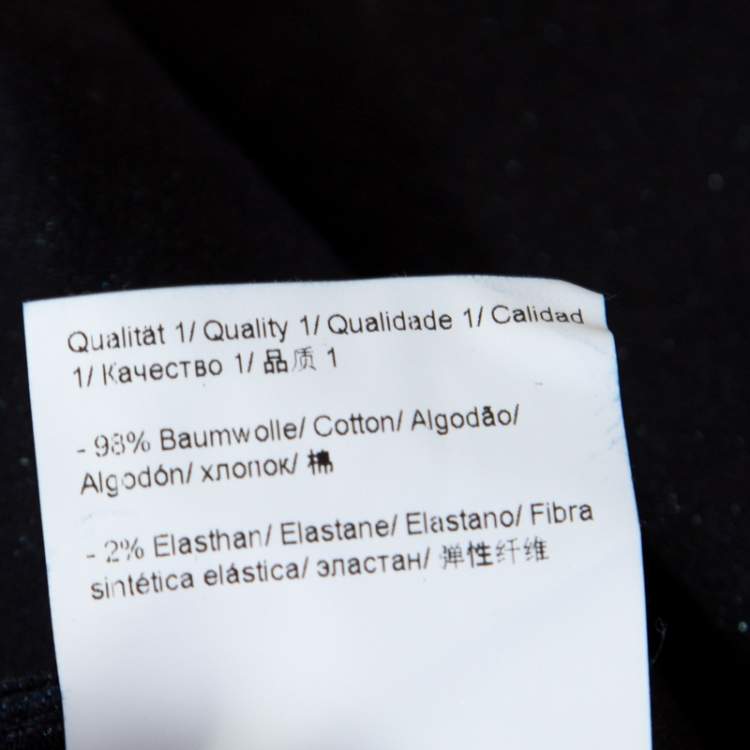 Qualität 1/ Quality 1/ Qualidade 1/ Calidad
1/ Качество 1/ 品质 1
- 98% Baumwolle/ Cotton/ Algodão/
Algodón/ хлопок/ 棉
- 2% Elasthan/ Elastane/ Elastano/ Fibra
sintética elástica/ эластан/ 弹性纤维